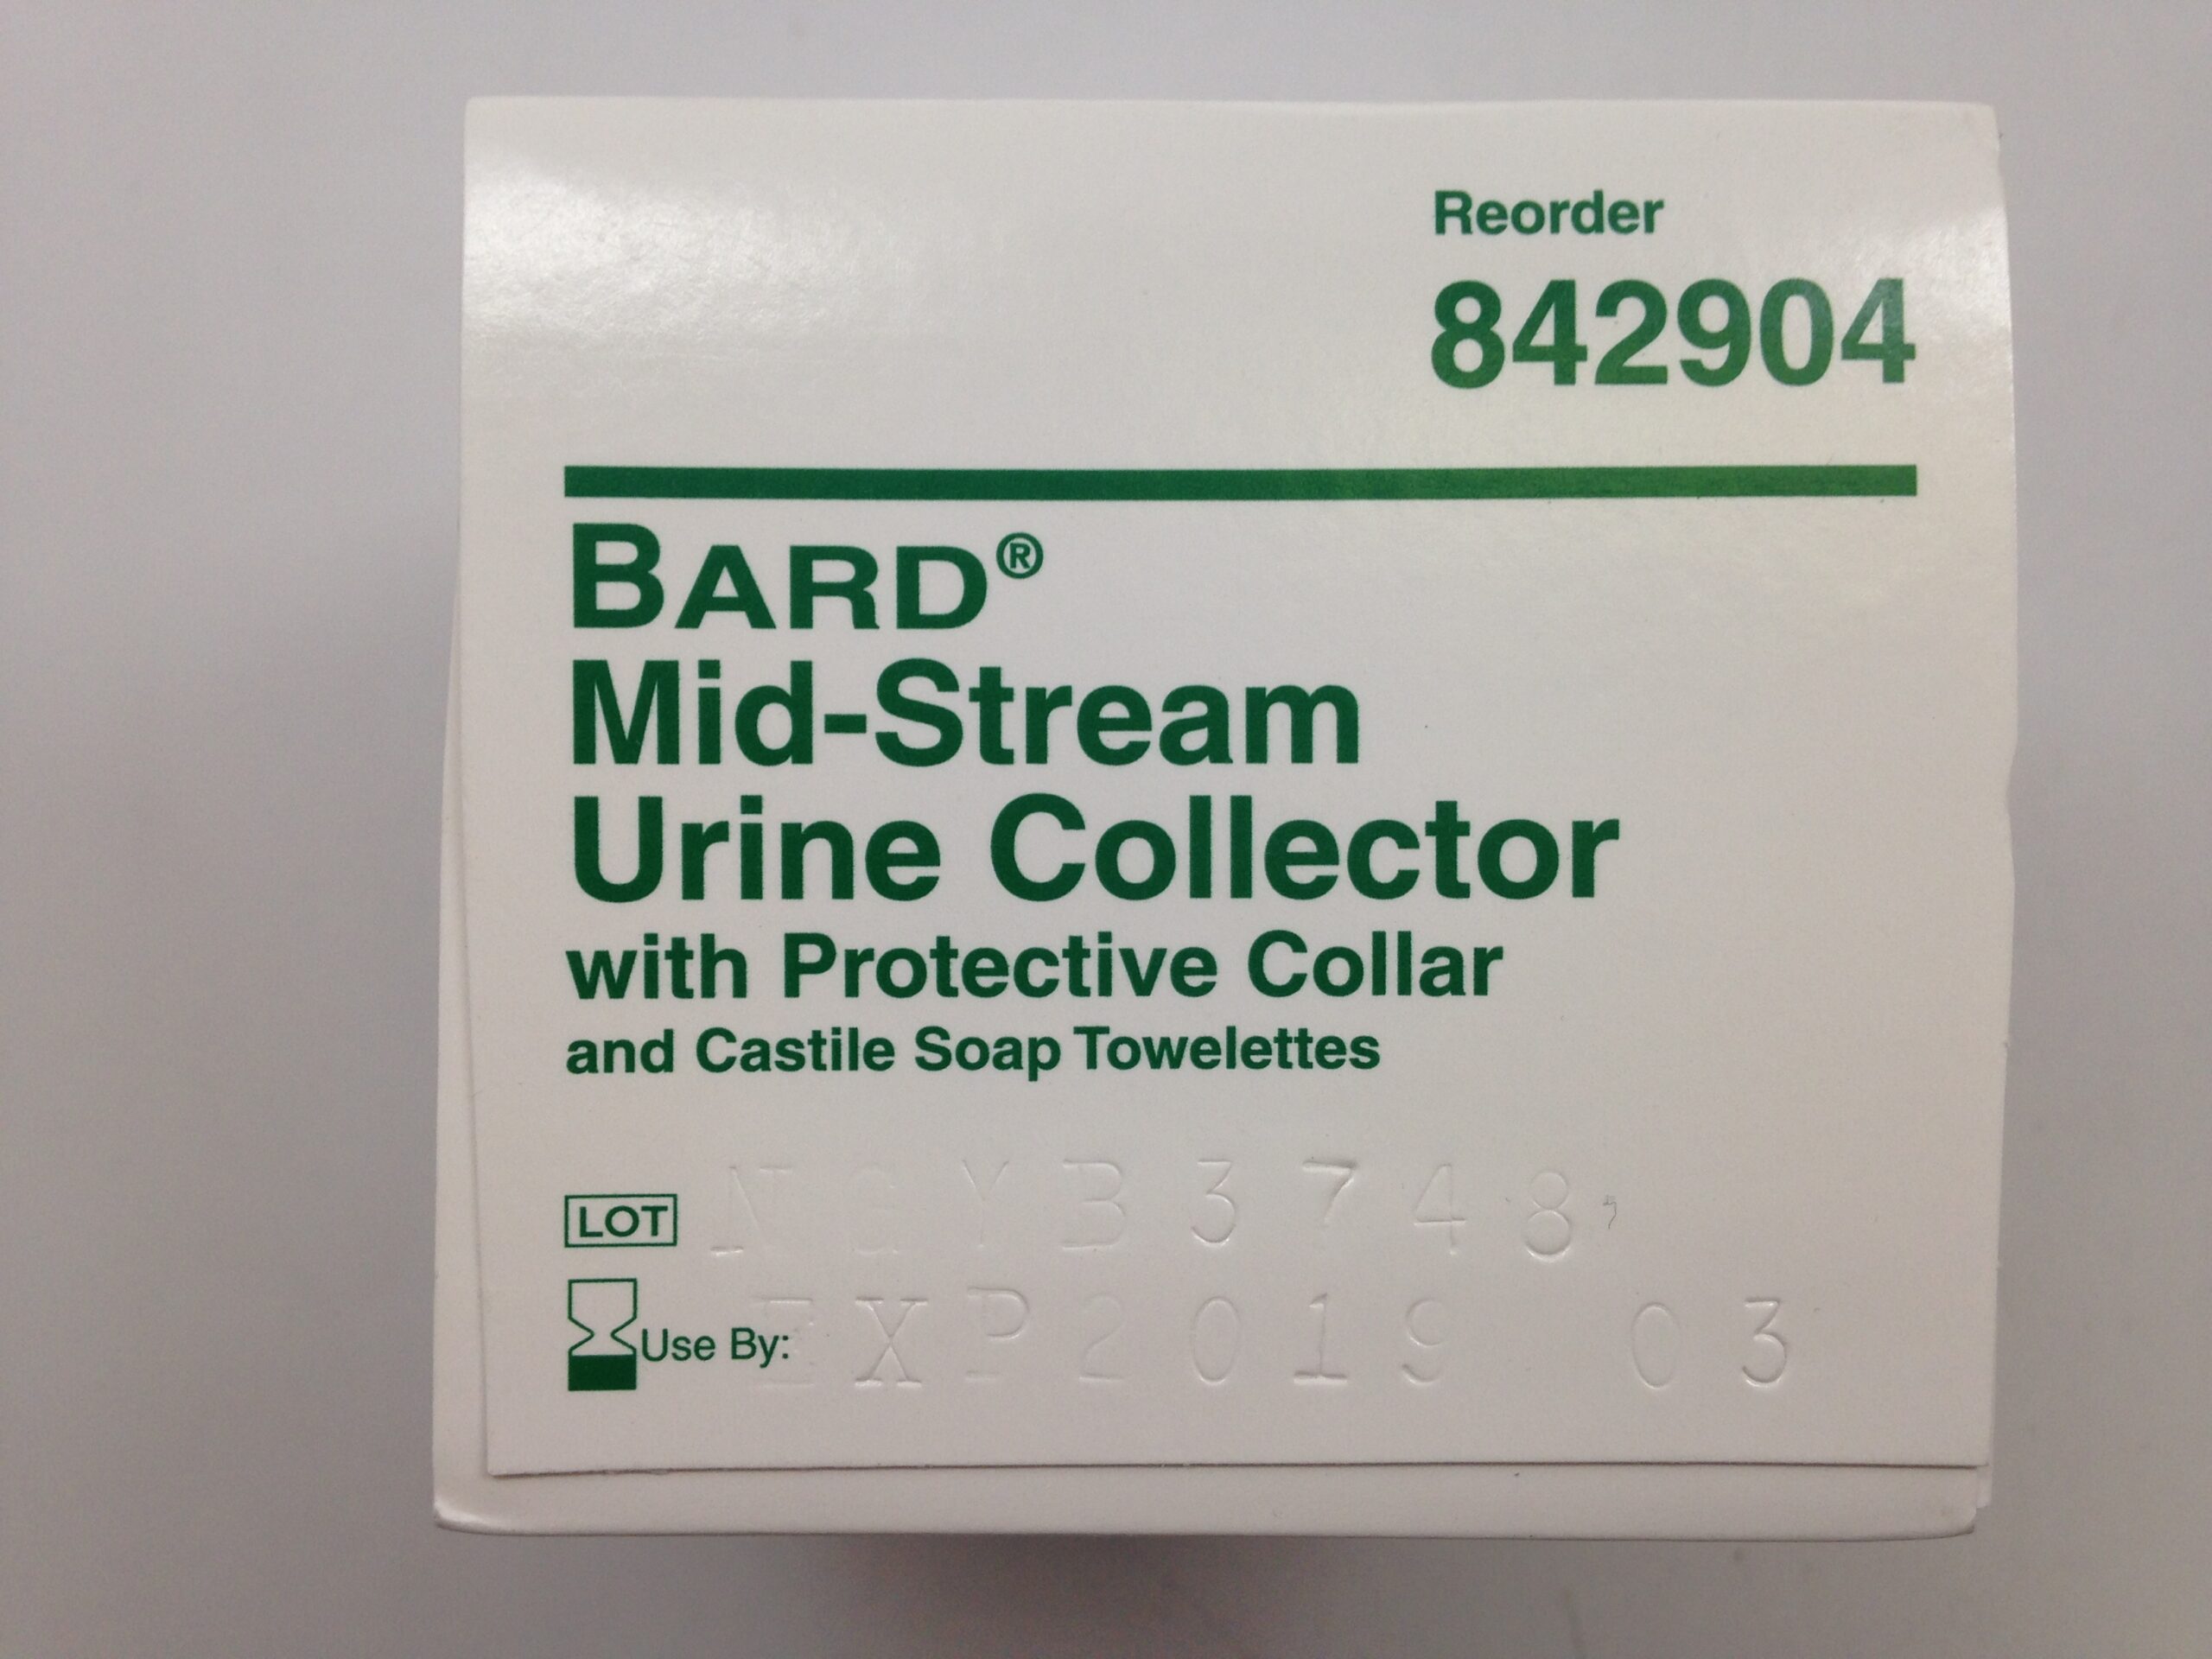 Reorder
842904
BARD®
Mid-Stream
Urine Collector
with Protective Collar
and Castile Soap Towelettes
LOT NGYB3748
Use By: EXP2019 03